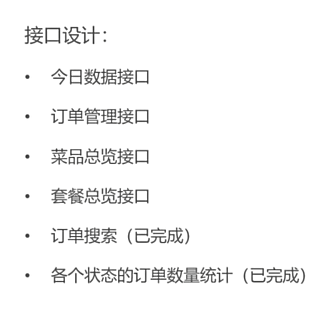 接口设计：
• 今日数据接口
• 订单管理接口
• 菜品总览接口
• 套餐总览接口
• 订单搜索（已完成）
• 各个状态的订单数量统计（已完成）